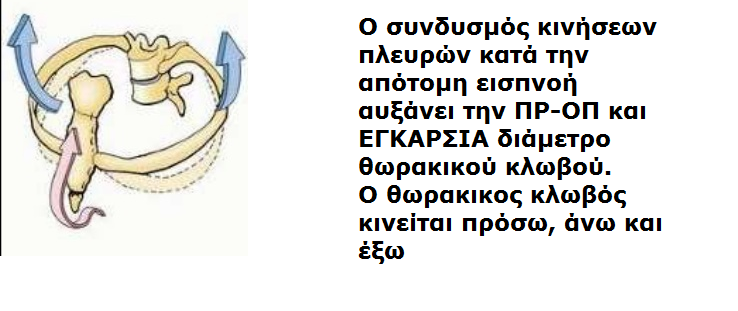 Ο συνδυσμός κινήσεων
πλευρών κατά την
απότομη εισπνοή
αυξάνει την ΠΡ-ΟΠ και
ΕΓΚΑΡΣΙΑ διάμετρο
θωρακικού κλωβού.
Ο θωρακικος κλωβός
κινείται πρόσω, άνω και
έξω